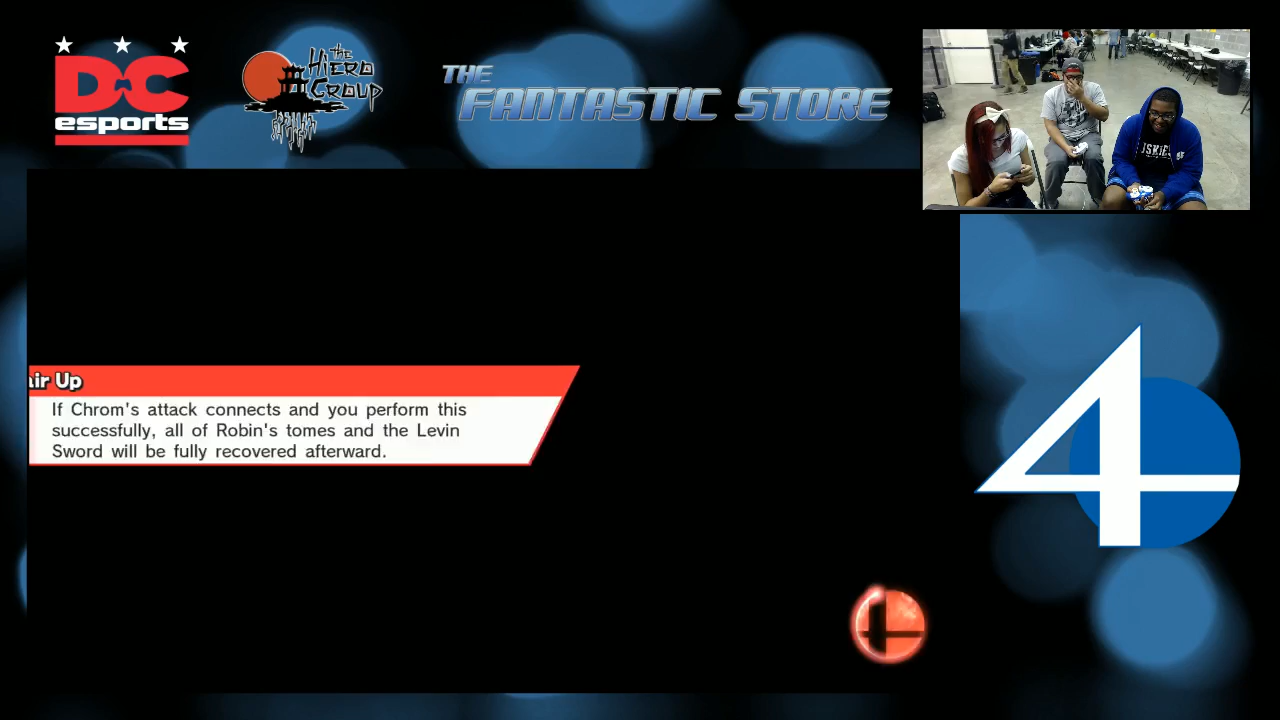 DC
esports
the
Hiero
Group
THE
FANTASTIC STORE
HUSKIES
air Up
If Chrom's attack connects and you perform this
successfully, all of Robin's tomes and the Levin
Sword will be fully recovered afterward.
4